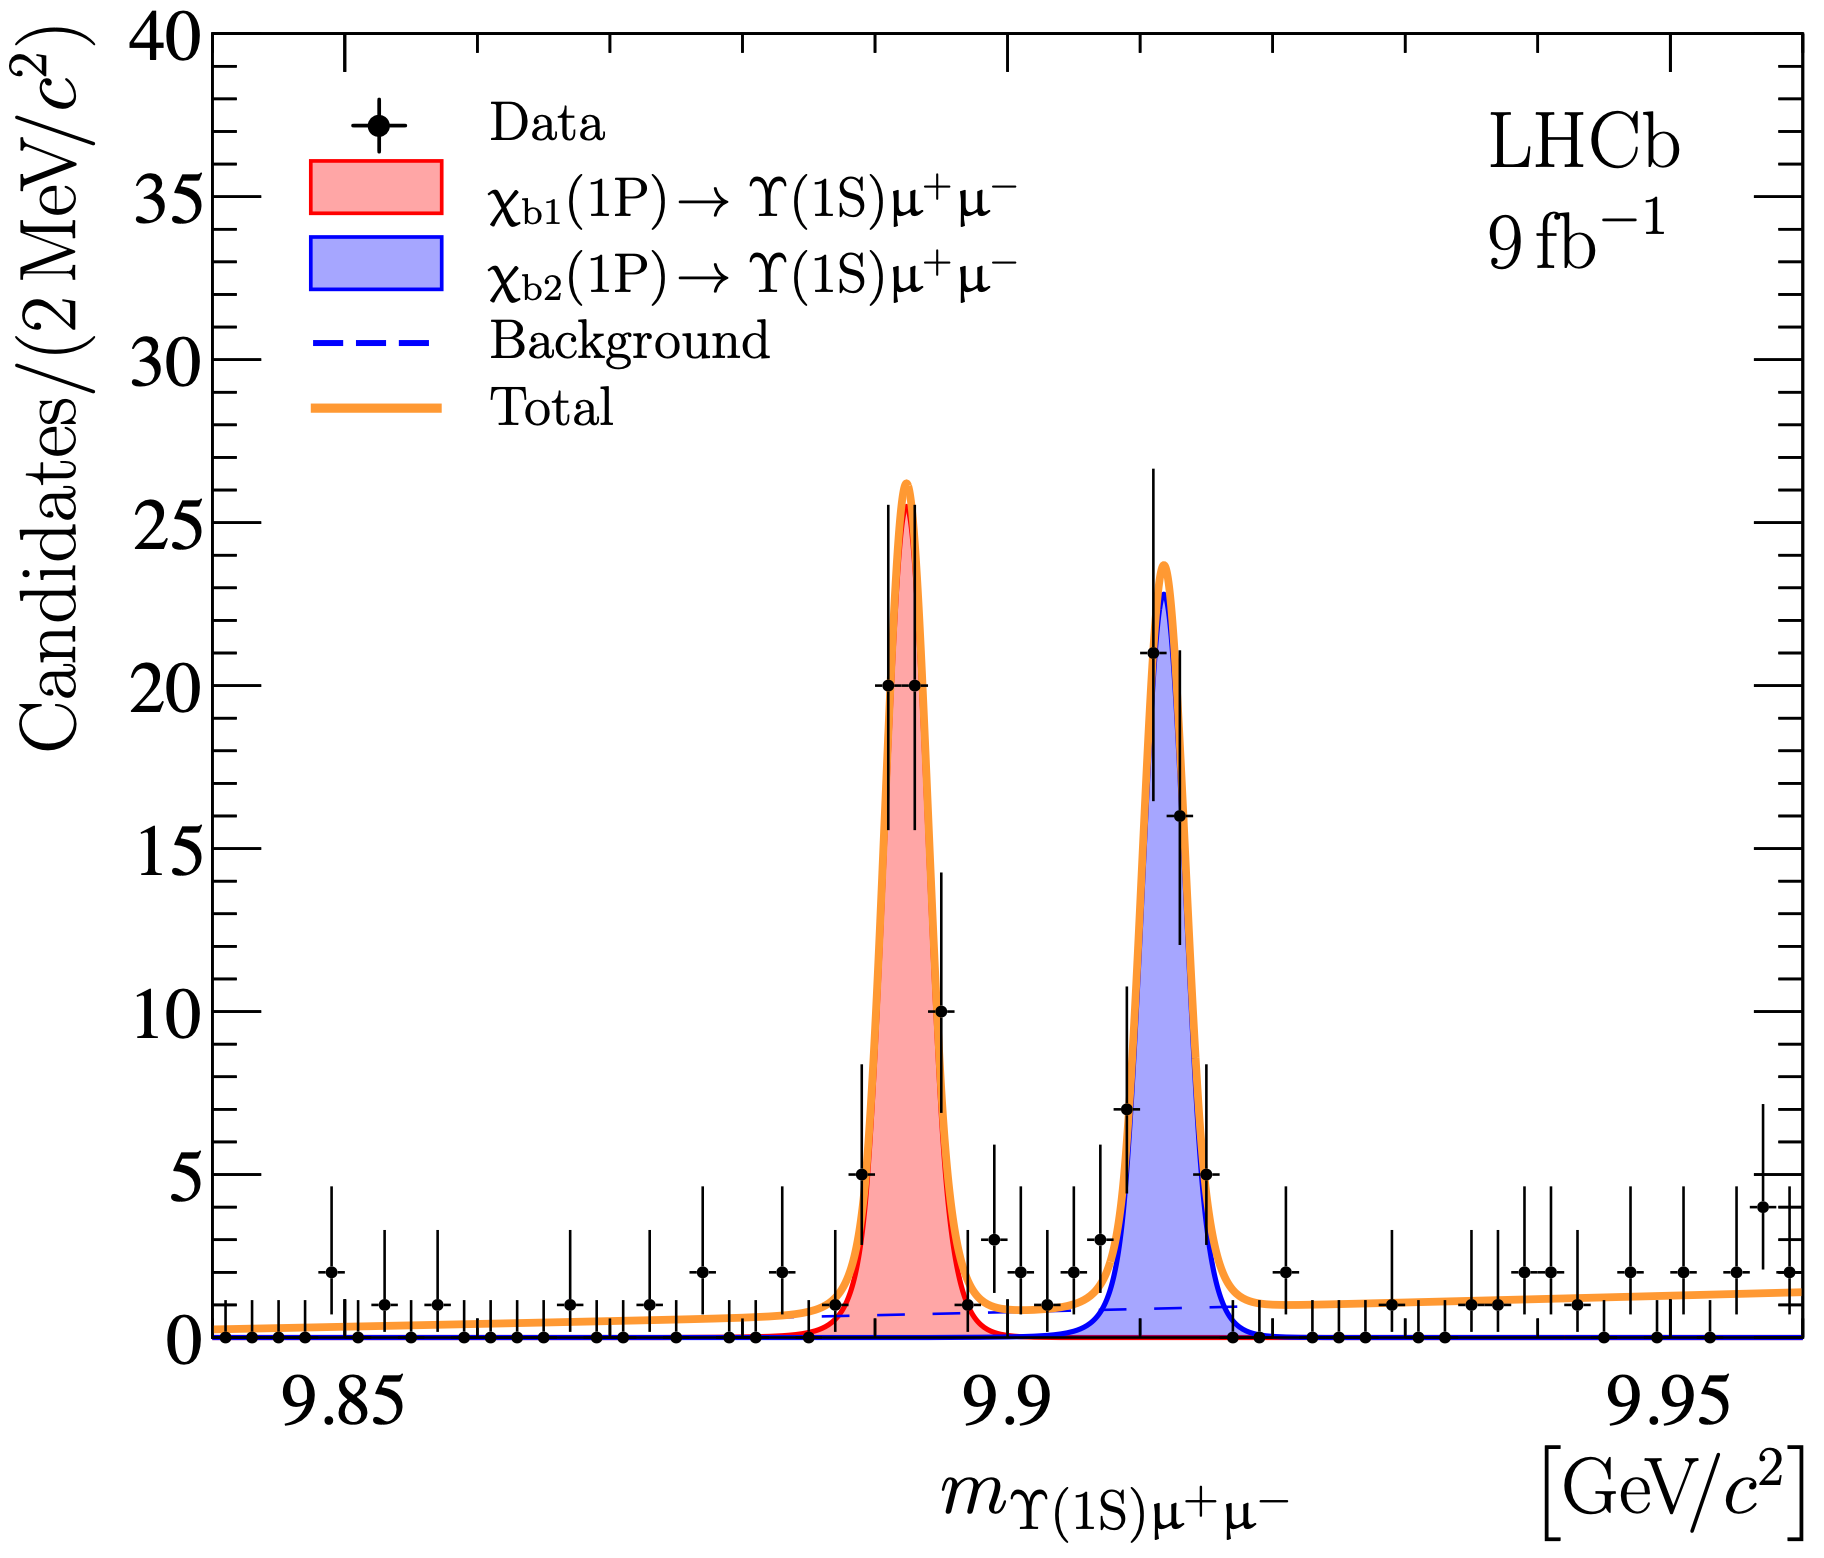 Candidates/(2 MeV/c²)
40
35
30
25
20
15
10
5
0
Data
χb1(1P)→ ϒ(1S)μ⁺μ⁻
χb2(1P)→ ϒ(1S)μ⁺μ⁻
Background
Total
LHCb
9 fb⁻¹
9.85 9.9 9.95
mϒ(1S)μ⁺μ⁻ [GeV/c²]